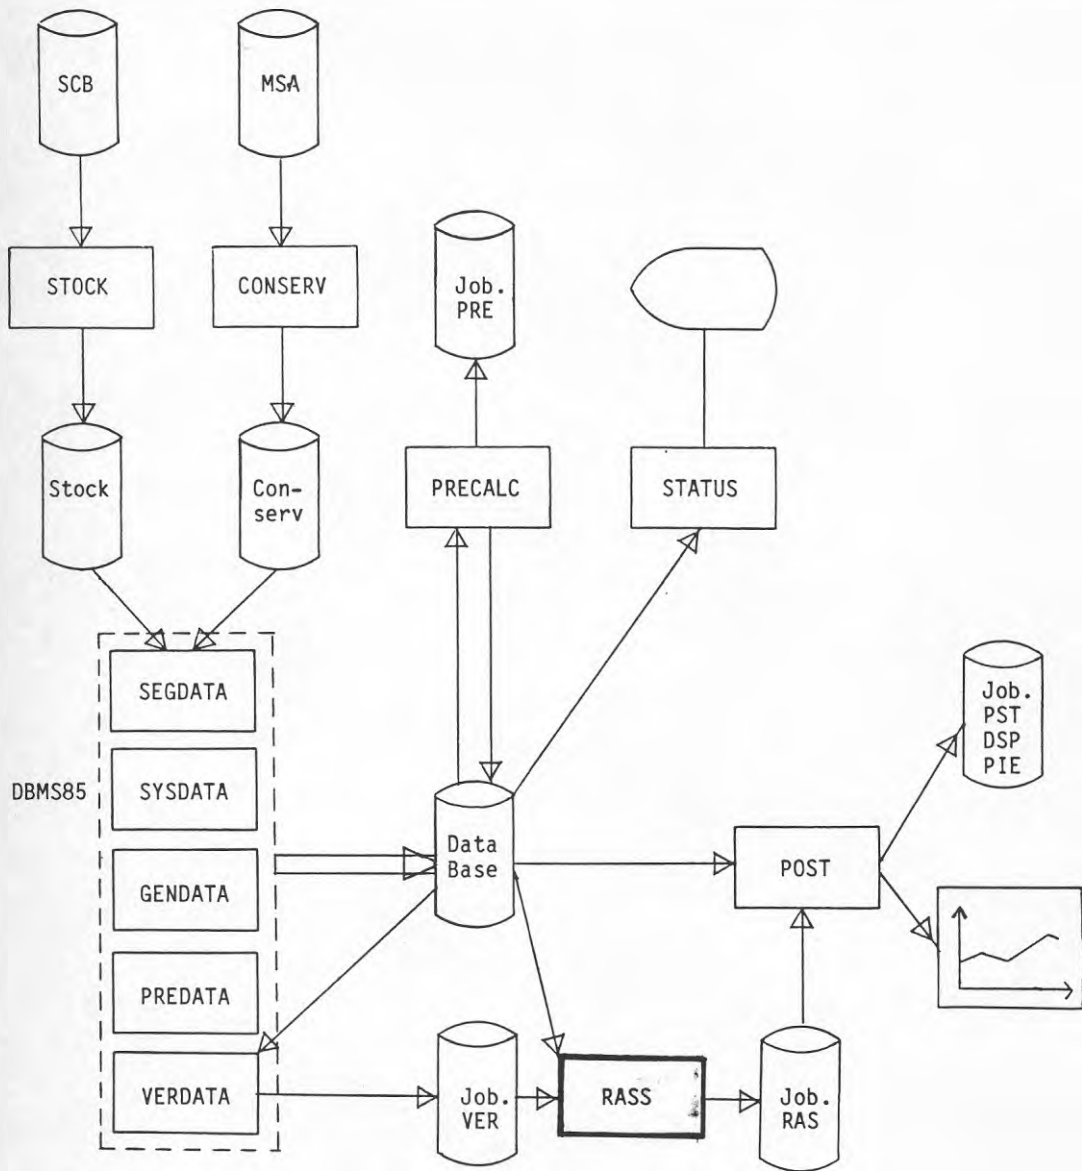 SCB
MSA
STOCK
CONSERV
Job.
PRE
Stock
Con-
serv
PRECALC
STATUS
SEGDATA
DBMS85
SYSDATA
GENDATA
PREDATA
VERDATA
Data
Base
POST
Job.
PST
DSP
PIE
Job.
VER
RASS
Job.
RAS